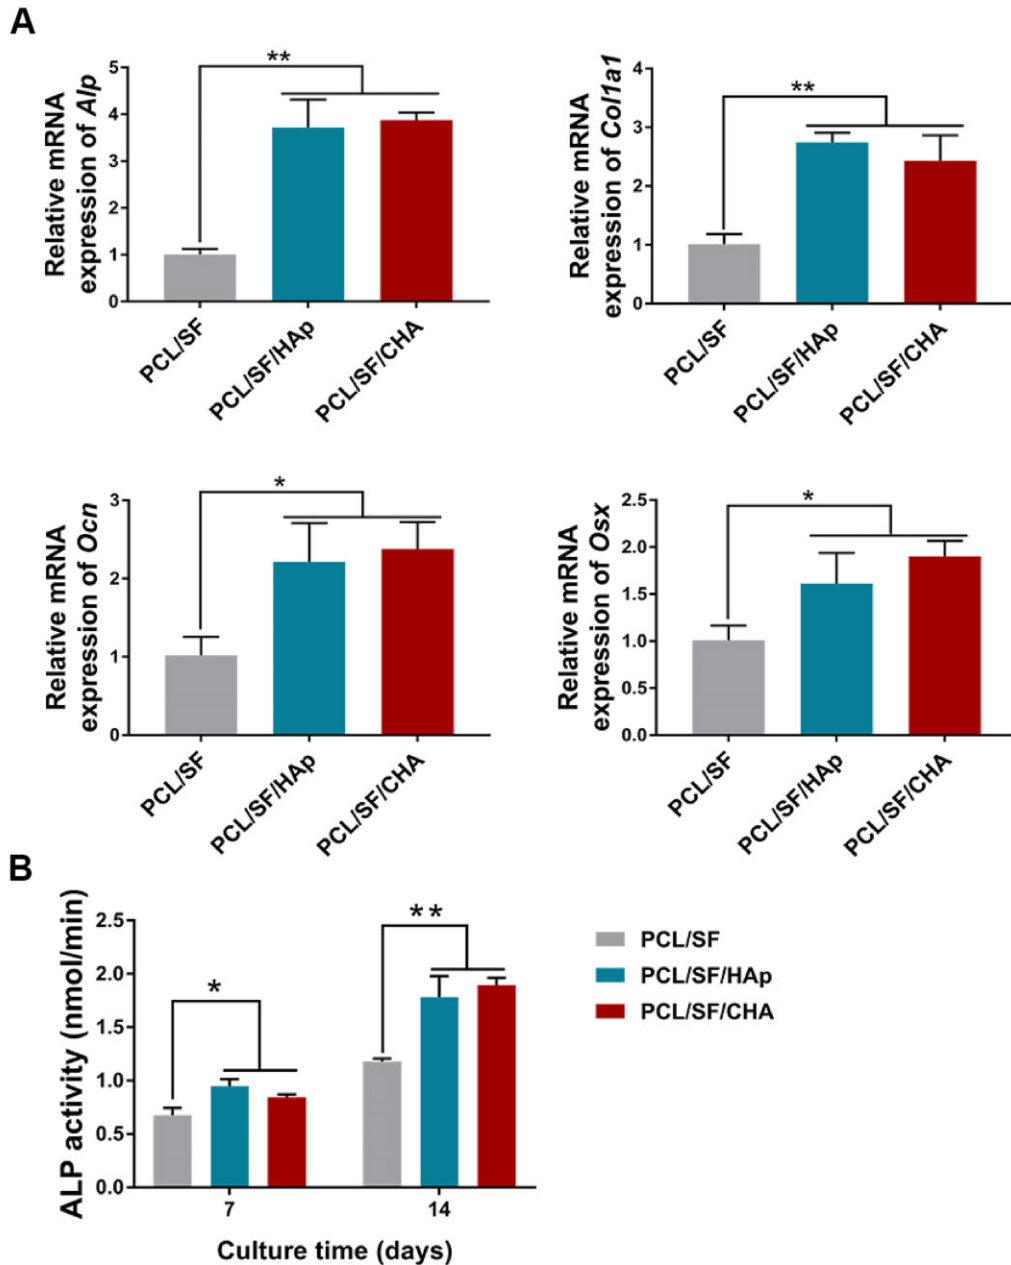 A
Relative mRNA
expression of Alp
5
4
3
2
1
0
**
PCL/SF
PCL/SF/HAp
PCL/SF/CHA
Relative mRNA
expression of Col1a1
4
3
2
1
0
**
PCL/SF
PCL/SF/HAp
PCL/SF/CHA
Relative mRNA
expression of Ocn
3
2
1
0
*
PCL/SF
PCL/SF/HAp
PCL/SF/CHA
Relative mRNA
expression of Osx
2.5
2.0
1.5
1.0
0.5
0.0
*
PCL/SF
PCL/SF/HAp
PCL/SF/CHA
B
ALP activity (nmol/min)
2.5
2.0
1.5
1.0
0.5
0.0
*
**
7
14
Culture time (days)
PCL/SF
PCL/SF/HAp
PCL/SF/CHA